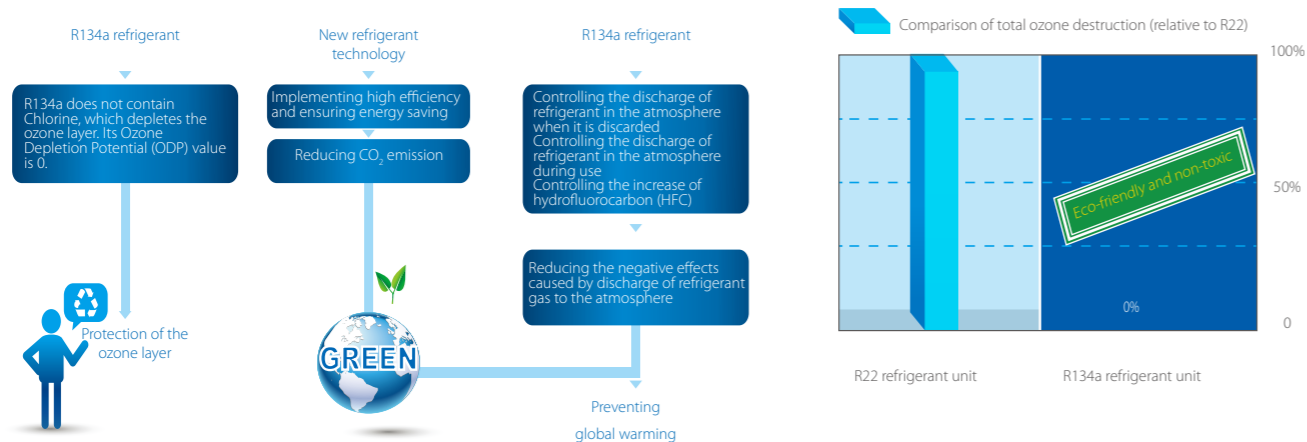 R134a refrigerant
R134a does not contain
Chlorine, which depletes the
ozone layer. Its Ozone
Depletion Potential (ODP) value
is 0.
Protection of the
ozone layer
New refrigerant
technology
Implementing high efficiency
and ensuring energy saving
Reducing CO₂ emission
GREEN
R134a refrigerant
Controlling the discharge of
refrigerant in the atmosphere
when it is discarded
Controlling the discharge of
refrigerant in the atmosphere
during use
Controlling the increase of
hydrofluorocarbon (HFC)
Reducing the negative effects
caused by discharge of refrigerant
gas to the atmosphere
Preventing
global warming
Comparison of total ozone destruction (relative to R22)
100%
Eco-friendly and non-toxic
50%
0%
0
R22 refrigerant unit
R134a refrigerant unit